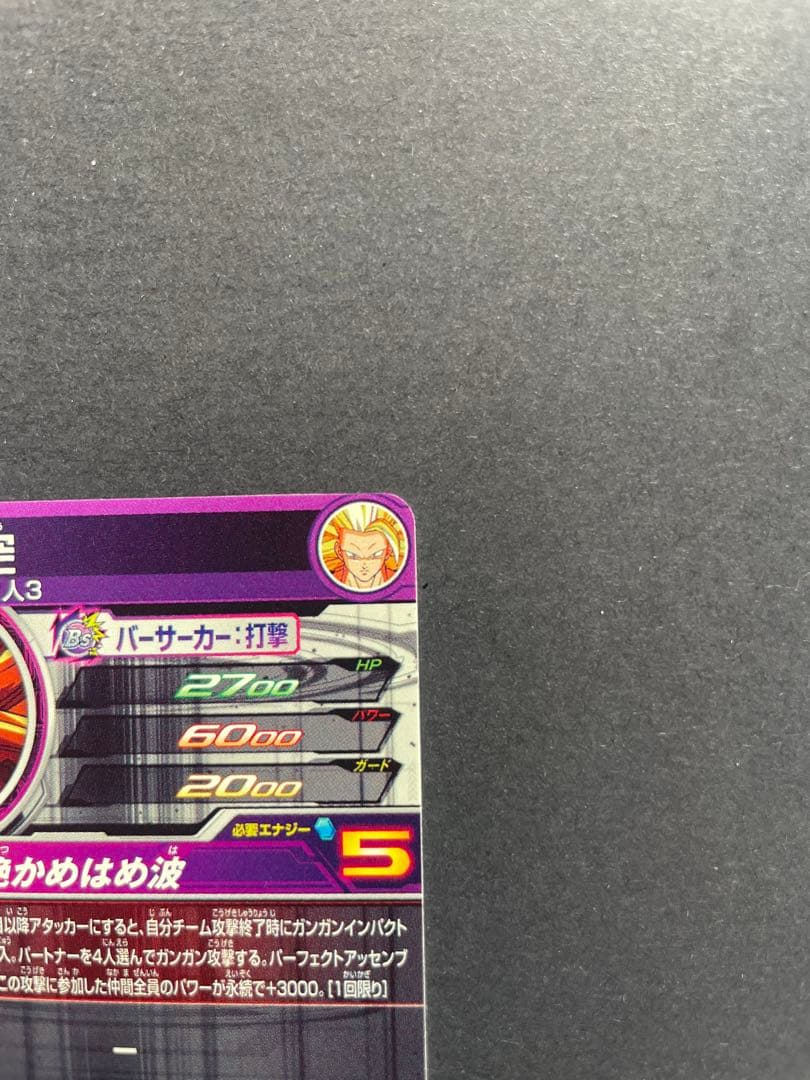 空
人3
Bs バーサーカー:打撃
HP
2700
パワー
6000
ガード
2000
必要エナジー 5
絶かめはめ波
目以降アタッカーにすると、自分チーム攻撃終了時にガンガンインパクト
入。パートナーを4人選んでガンガン攻撃する。パーフェクトアッセンブ
この攻撃に参加した仲間全員のパワーが永続で+3000。[1回限り]